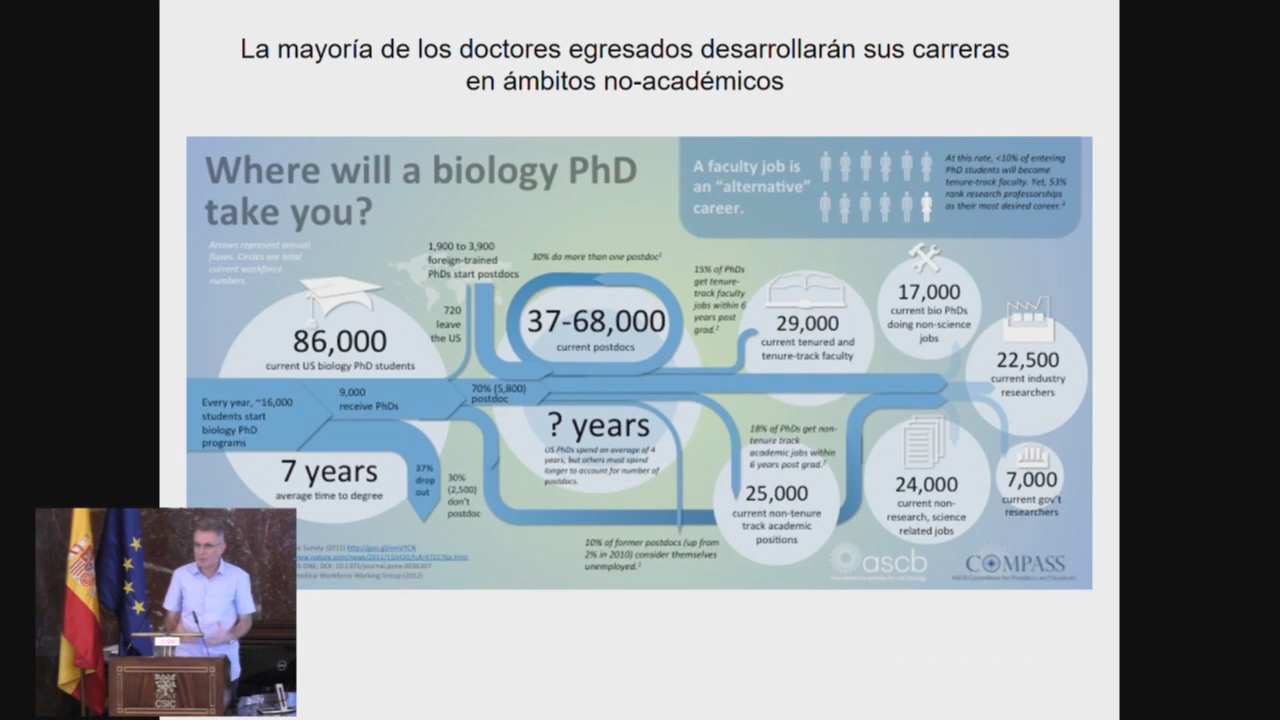 La mayoría de los doctores egresados desarrollarán sus carreras
en ámbitos no-académicos
Where will a biology PhD
take you?
A faculty job is
an “alternative”
career.
At this rate, <10% of entering
PhD students will become
tenure-track faculty. Yet, 53%
rank research professorships
as their most desired career.⁴
Arrows represent annual
fluxes. Circles are total
current workforce
numbers.
1,900 to 3,900
foreign-trained
PhDs start postdocs
30% do more than one postdoc¹
15% of PhDs
get tenure-
track faculty
jobs within 6
years post
grad.²
720
leave
the US
86,000
current US biology PhD students
37-68,000
current postdocs
29,000
current tenured and
tenure-track faculty
17,000
current bio PhDs
doing non-science
jobs
22,500
current industry
researchers
Every year, ~16,000
students start
biology PhD
programs
9,000
receive PhDs
70% (5,800)
postdoc
? years
US PhDs spend an average of 4
years, but others must spend
longer to account for number of
postdocs.
18% of PhDs get non-
tenure track
academic jobs within
6 years post grad.²
7 years
average time to degree
37%
drop
out
30%
(2,500)
don't
postdoc
25,000
current non-tenure
track academic
positions
24,000
current non-
research, science
related jobs
7,000
current gov't
researchers
10% of former postdocs (up from
2% in 2010) consider themselves
unemployed.³
Survey (2012)
Workforce Working Group (2012)
ascb
COMPASS
CSIC